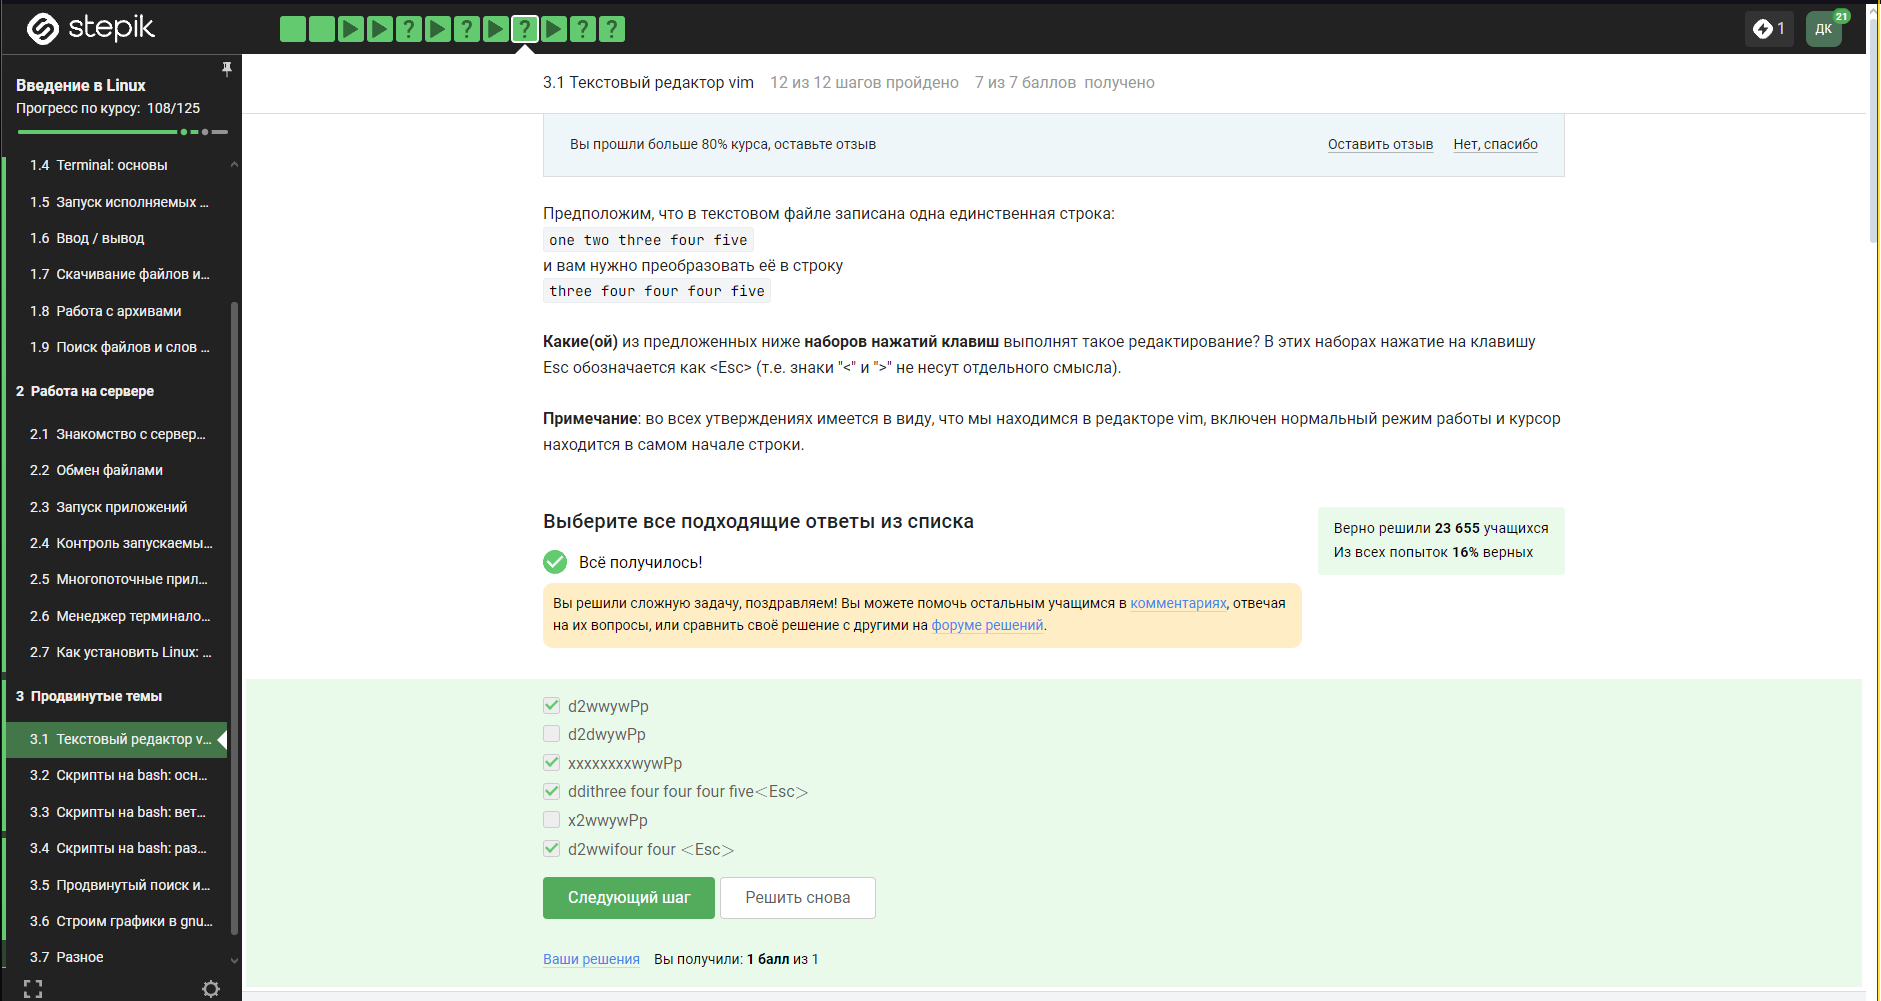 stepik
? ? ? ? ?
1
ДК
21
Введение в Linux
Прогресс по курсу: 108/125
1.4 Terminal: основы
1.5 Запуск исполняемых ...
1.6 Ввод / вывод
1.7 Скачивание файлов и...
1.8 Работа с архивами
1.9 Поиск файлов и слов ...
2 Работа на сервере
2.1 Знакомство с сервер...
2.2 Обмен файлами
2.3 Запуск приложений
2.4 Контроль запускаемы...
2.5 Многопоточные прил...
2.6 Менеджер терминало...
2.7 Как установить Linux: ...
3 Продвинутые темы
3.1 Текстовый редактор v...
3.2 Скрипты на bash: осн...
3.3 Скрипты на bash: вет...
3.4 Скрипты на bash: раз...
3.5 Продвинутый поиск и...
3.6 Строим графики в gnu...
3.7 Разное
3.1 Текстовый редактор vim 12 из 12 шагов пройдено 7 из 7 баллов получено
Вы прошли больше 80% курса, оставьте отзыв Оставить отзыв Нет, спасибо
Предположим, что в текстовом файле записана одна единственная строка:
one two three four five
и вам нужно преобразовать её в строку
three four four four five
Какие(ой) из предложенных ниже наборов нажатий клавиш выполнят такое редактирование? В этих наборах нажатие на клавишу
Esc обозначается как <Esc> (т.е. знаки "<" и ">" не несут отдельного смысла).
Примечание: во всех утверждениях имеется в виду, что мы находимся в редакторе vim, включен нормальный режим работы и курсор
находится в самом начале строки.
Выберите все подходящие ответы из списка
Верно решили 23 655 учащихся
Из всех попыток 16% верных
Всё получилось!
Вы решили сложную задачу, поздравляем! Вы можете помочь остальным учащимся в комментариях, отвечая
на их вопросы, или сравнить своё решение с другими на форуме решений.
d2wwywPp
d2dwywPp
xxxxxxxxwywPp
ddithree four four four five<Esc>
x2wwywPp
d2wwifour four <Esc>
Следующий шаг Решить снова
Ваши решения Вы получили: 1 балл из 1